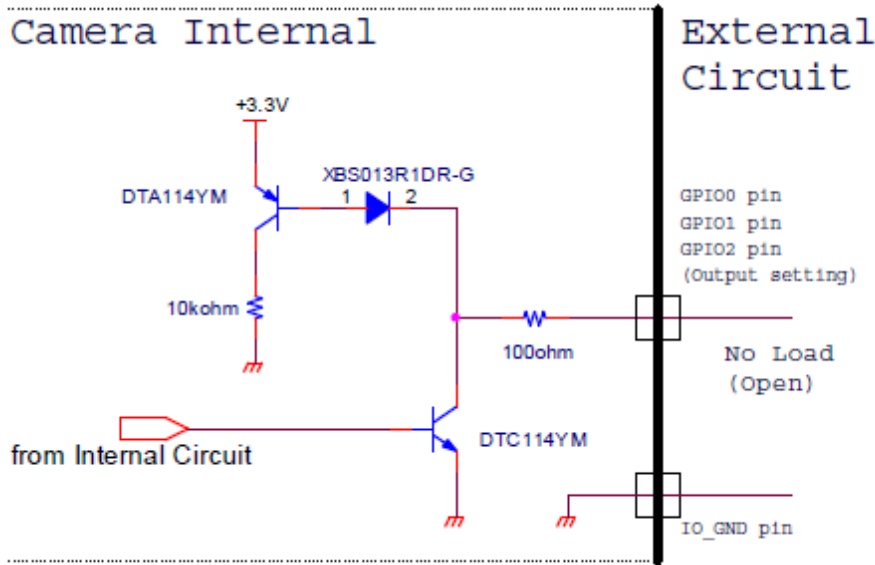 Camera Internal
External
Circuit
+3.3V
XBS013R1DR-G
DTA114YM
1
2
GPIO0 pin
GPIO1 pin
GPIO2 pin
(Output setting)
10kohm
100ohm
No Load
(Open)
from Internal Circuit
DTC114YM
IO_GND pin